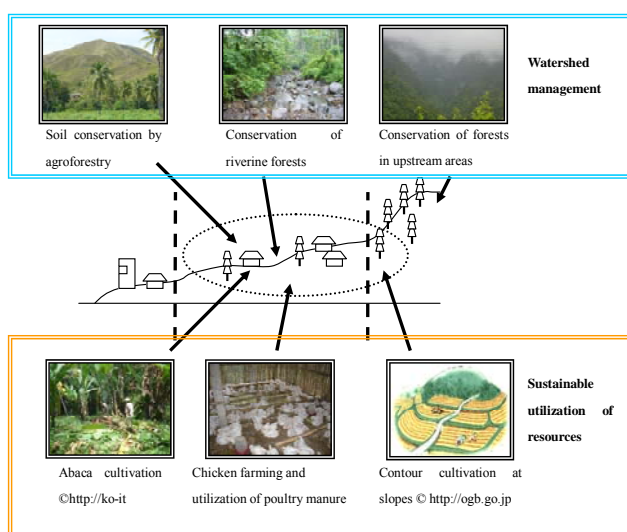 Watershed
management
Soil conservation by
agroforestry
Conservation of
riverine forests
Conservation of forests
in upstream areas
Sustainable
utilization of
resources
Abaca cultivation
©http://ko-it
Chicken farming and
utilization of poultry manure
Contour cultivation at
slopes © http://ogb.go.jp